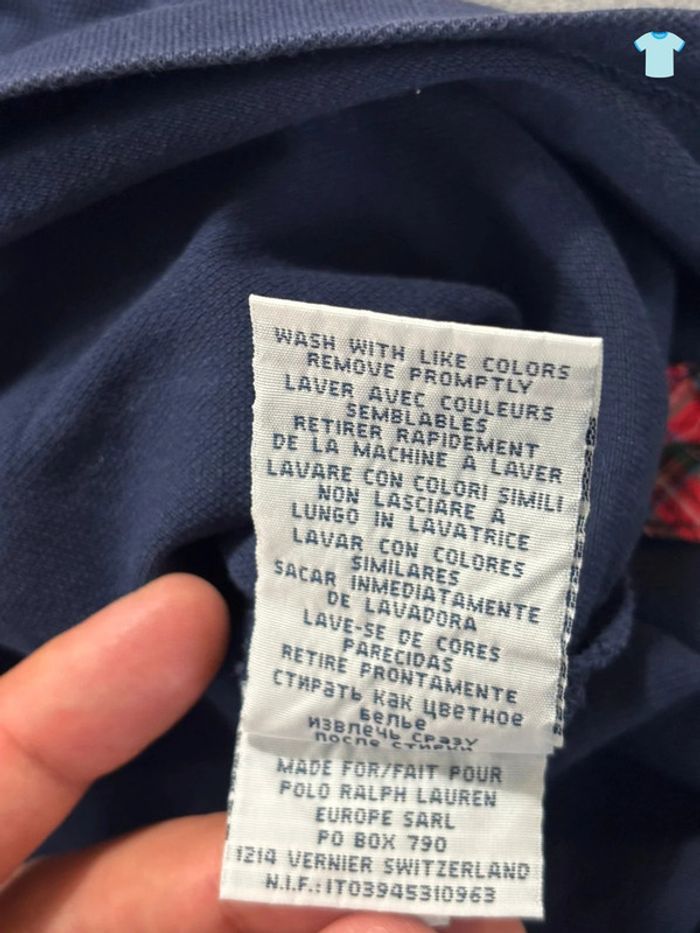 WASH WITH LIKE COLORS
REMOVE PROMPTLY
LAVER AVEC COULEURS
SEMBLABLES
RETIRER RAPIDEMENT
DE LA MACHINE A LAVER
LAVARE CON COLORI SIMILI
NON LASCIARE A
LUNGO IN LAVATRICE
LAVAR CON COLORES
SIMILARES
SACAR INMEDIATAMENTE
DE LAVADORA
LAVE-SE DE CORES
PARECIDAS
RETIRE PRONTAMENTE
СТИРАТЬ КАК ЦВЕТНОЕ
БЕЛЬЕ
ИЗВЛЕЧЬ СРАЗУ
ПОСЛЕ СТИРКИ
MADE FOR/FAIT POUR
POLO RALPH LAUREN
EUROPE SARL
PO BOX 790
1214 VERNIER SWITZERLAND
N.I.F.:IT03945310963